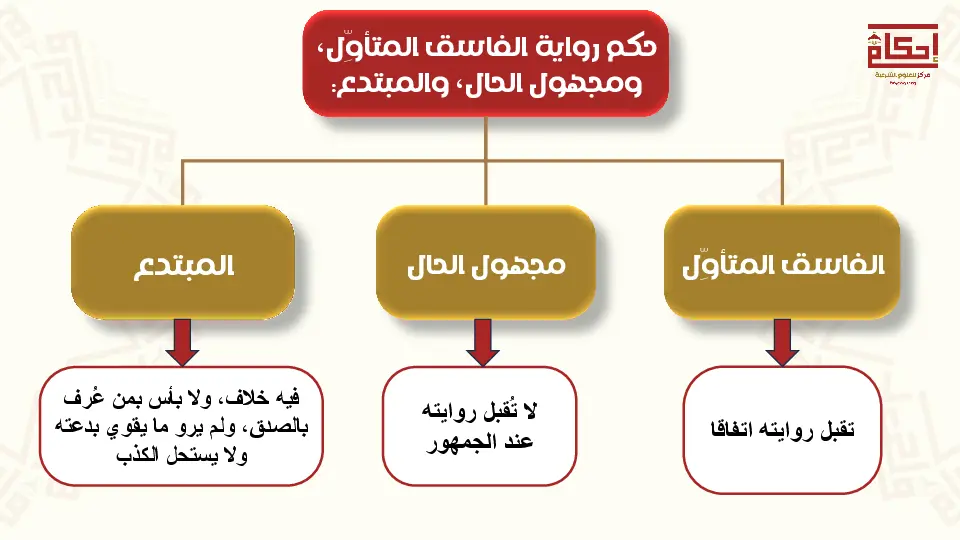 حكم رواية الفاسق المتأوِّل،
ومجهول الحال، والمبتدع:
إحكام
مركز للعلوم الشرعية
الفاسق المتأوِّل
مجهول الحال
المبتدع
تقبل روايته اتفاقا
لا تُقبل روايته
عند الجمهور
فيه خلاف، ولا بأس بمن عُرف
بالصدق، ولم يرو ما يقوي بدعته
ولا يستحل الكذب